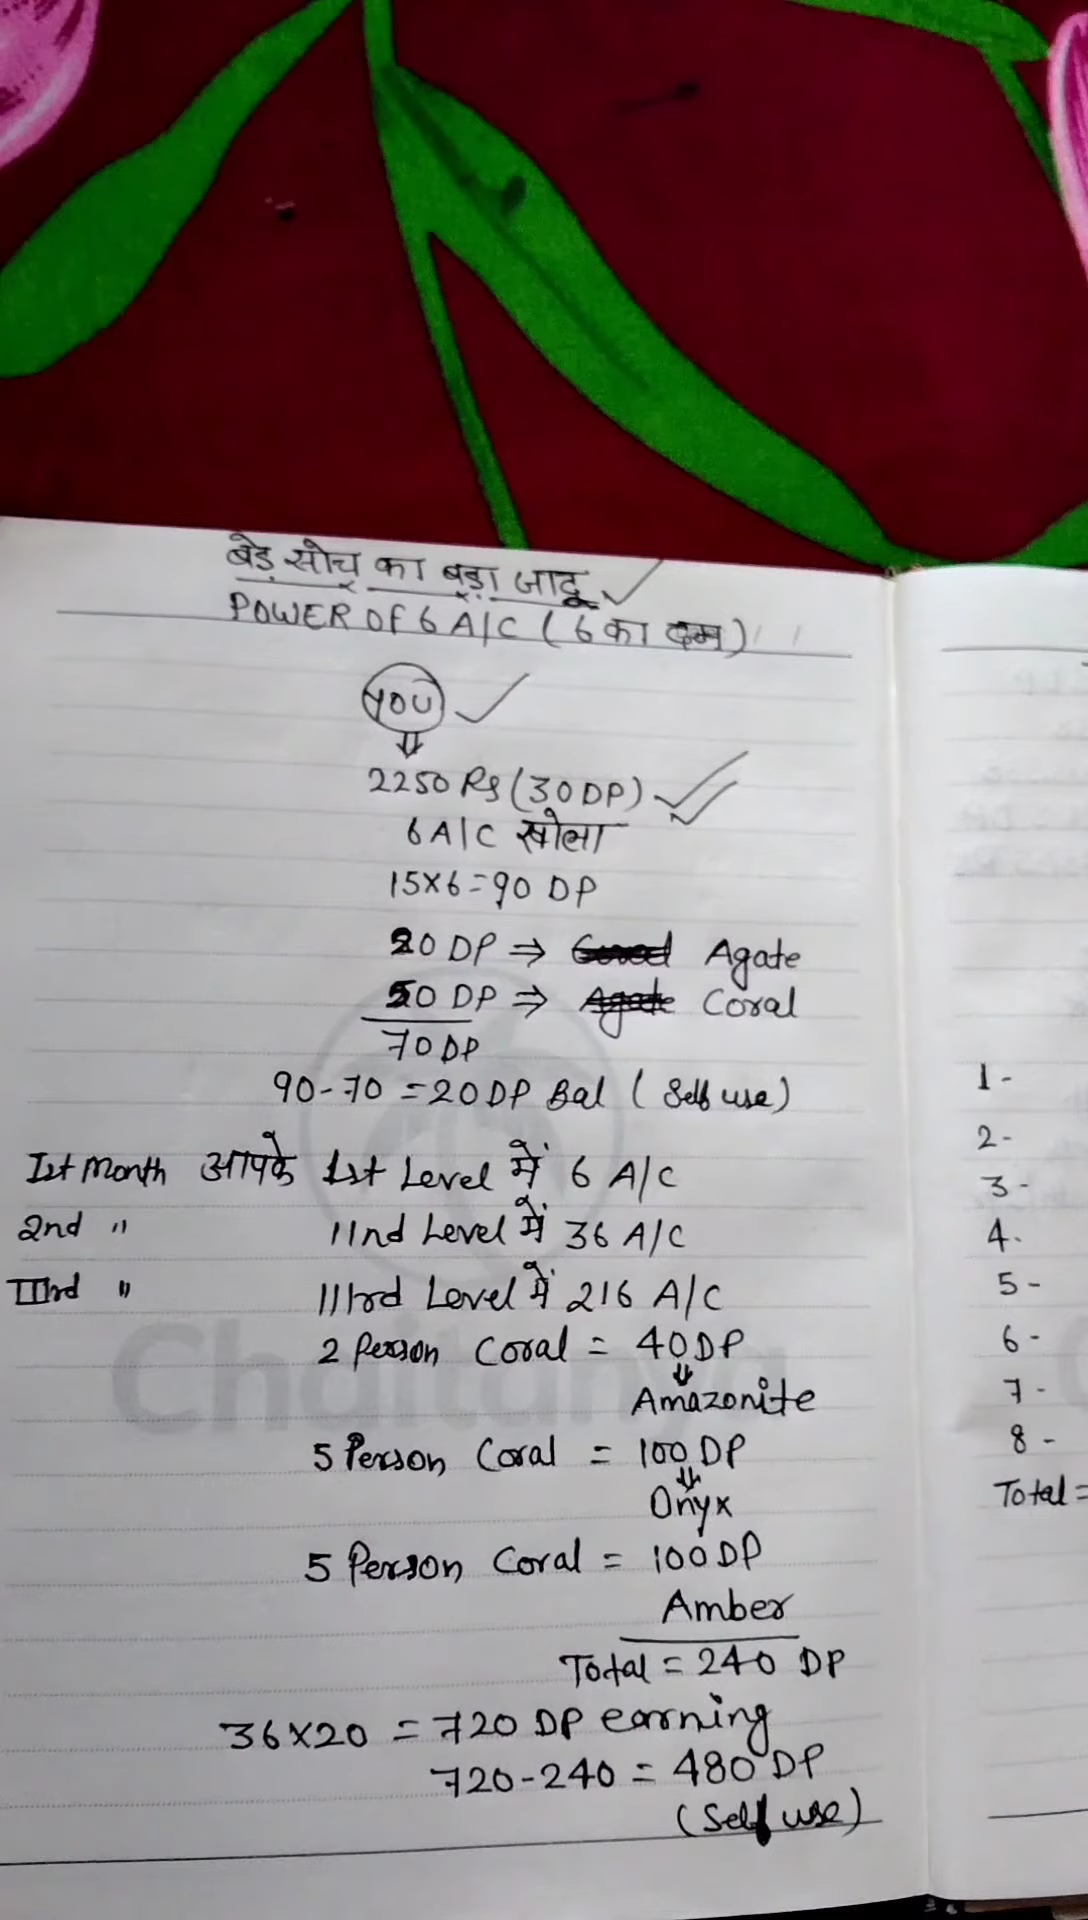 बड़े सोच का बड़ा जादू
POWER OF 6 A/C ( 6 का दम )
YOU
⇓
2250 Rs (30 DP)
6 A/C खोला
15×6=90 DP
20 DP ⇒ Agate
50 DP ⇒ Coral
70 DP
90-70 = 20 DP Bal ( Self use)
Ist Month आपके Ist Level में 6 A/C
2nd " IInd Level में 36 A/C
IIIrd " IIIrd Level में 216 A/C
2 Person Coral = 40 DP
⇓
Amazonite
5 Person Coral = 100 DP
⇓
Onyx
5 Person Coral = 100 DP
Amber
Total = 240 DP
36×20 = 720 DP earning
720-240 = 480 DP
(Self use)
1-
2-
3-
4.
5-
6-
7-
8-
Total=